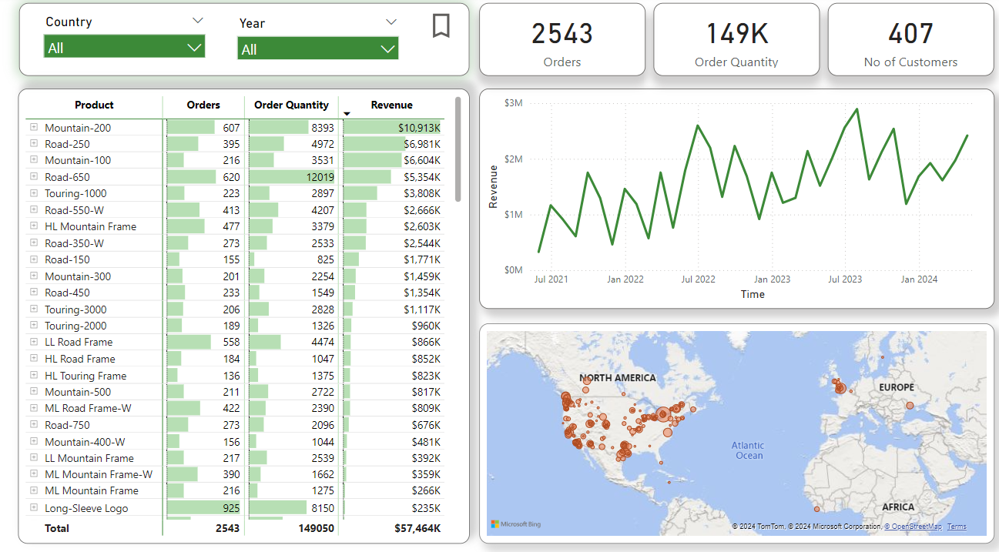 Country
Year
All
All
2543
Orders
149K
Order Quantity
407
No of Customers
Product Orders Order Quantity Revenue
Mountain-200 607 8393 $10,913K
Road-250 395 4972 $6,981K
Mountain-100 216 3531 $6,604K
Road-650 620 12019 $5,354K
Touring-1000 223 2897 $3,808K
Road-550-W 413 4207 $2,666K
HL Mountain Frame 477 3379 $2,603K
Road-350-W 273 2533 $2,544K
Road-150 155 825 $1,771K
Mountain-300 201 2254 $1,459K
Road-450 233 1549 $1,354K
Touring-3000 206 2828 $1,117K
Touring-2000 189 1326 $960K
LL Road Frame 558 4474 $866K
HL Road Frame 184 1047 $852K
HL Touring Frame 136 1375 $823K
Mountain-500 211 2722 $817K
ML Road Frame-W 422 2390 $809K
Road-750 273 2096 $676K
Mountain-400-W 156 1044 $481K
LL Mountain Frame 217 2539 $392K
ML Mountain Frame-W 390 1662 $359K
ML Mountain Frame 216 1275 $266K
Long-Sleeve Logo 925 8150 $235K
Total 2543 149050 $57,464K
$3M
$2M
$1M
$0M
Revenue
Jul 2021 Jan 2022 Jul 2022 Jan 2023 Jul 2023 Jan 2024
Time
NORTH AMERICA
EUROPE
Atlantic
Ocean
AFRICA
Microsoft Bing
© 2024 TomTom, © 2024 Microsoft Corporation, © OpenStreetMap Terms